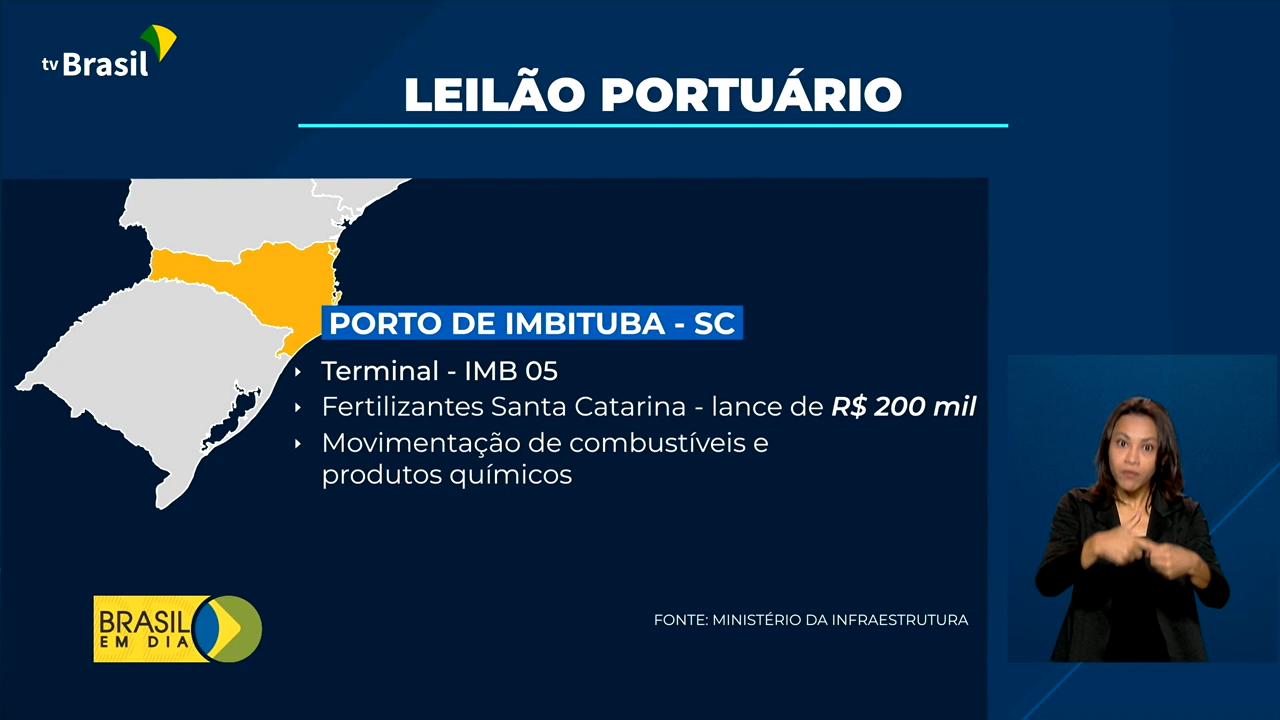 tv Brasil
LEILÃO PORTUÁRIO
PORTO DE IMBITUBA - SC
Terminal - IMB 05
Fertilizantes Santa Catarina - lance de R$ 200 mil
Movimentação de combustíveis e
produtos químicos
BRASIL
EM DIA
FONTE: MINISTÉRIO DA INFRAESTRUTURA